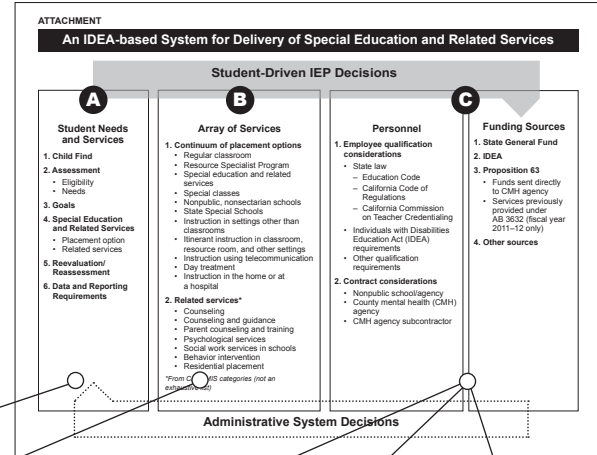 ATTACHMENT
An IDEA-based System for Delivery of Special Education and Related Services
Student-Driven IEP Decisions
A
Student Needs
and Services
1. Child Find
2. Assessment
• Eligibility
• Needs
3. Goals
4. Special Education
and Related Services
• Placement option
• Related services
5. Reevaluation/
Reassessment
6. Data and Reporting
Requirements
B
Array of Services
1. Continuum of placement options
• Regular classroom
• Resource Specialist Program
• Special education and related
services
• Special classes
• Nonpublic, nonsectarian schools
• State Special Schools
• Instruction in settings other than
classrooms
• Itinerant instruction in classroom,
resource room, and other settings
• Instruction using telecommunication
• Day treatment
• Instruction in the home or at
a hospital
2. Related services*
• Counseling
• Counseling and guidance
• Parent counseling and training
• Psychological services
• Social work services in schools
• Behavior intervention
• Residential placement
*From categories (not an
exhaustive list)
C
Personnel
1. Employee qualification
considerations
• State law
– Education Code
– California Code of
Regulations
– California Commission
on Teacher Credentialing
• Individuals with Disabilities
Education Act (IDEA)
requirements
• Other qualification
requirements
2. Contract considerations
• Nonpublic school/agency
• County mental health (CMH)
agency
• CMH agency subcontractor
Funding Sources
1. State General Fund
2. IDEA
3. Proposition 63
• Funds sent directly
to CMH agency
• Services previously
provided under
AB 3632 (fiscal year
2011–12 only)
4. Other sources
Administrative System Decisions